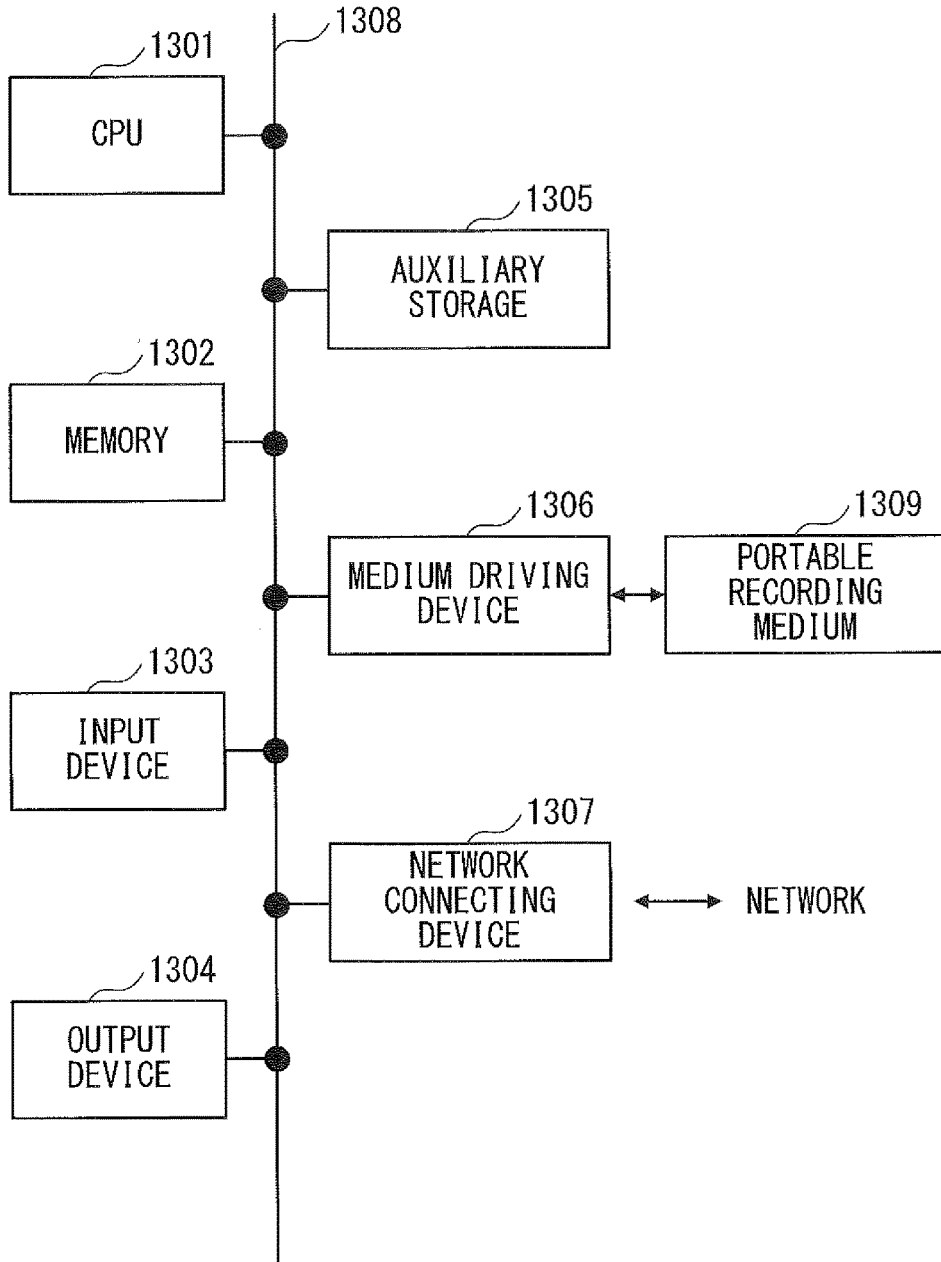 1308
1301
CPU
1305
AUXILIARY
STORAGE
1302
MEMORY
1306
MEDIUM DRIVING
DEVICE
1309
PORTABLE
RECORDING
MEDIUM
1303
INPUT
DEVICE
1307
NETWORK
CONNECTING
DEVICE
NETWORK
1304
OUTPUT
DEVICE